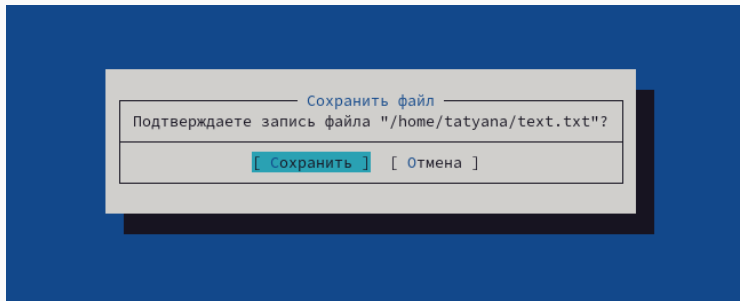 Сохранить файл
Подтверждаете запись файла "/home/tatyana/text.txt"?
[ Сохранить ] [ Отмена ]